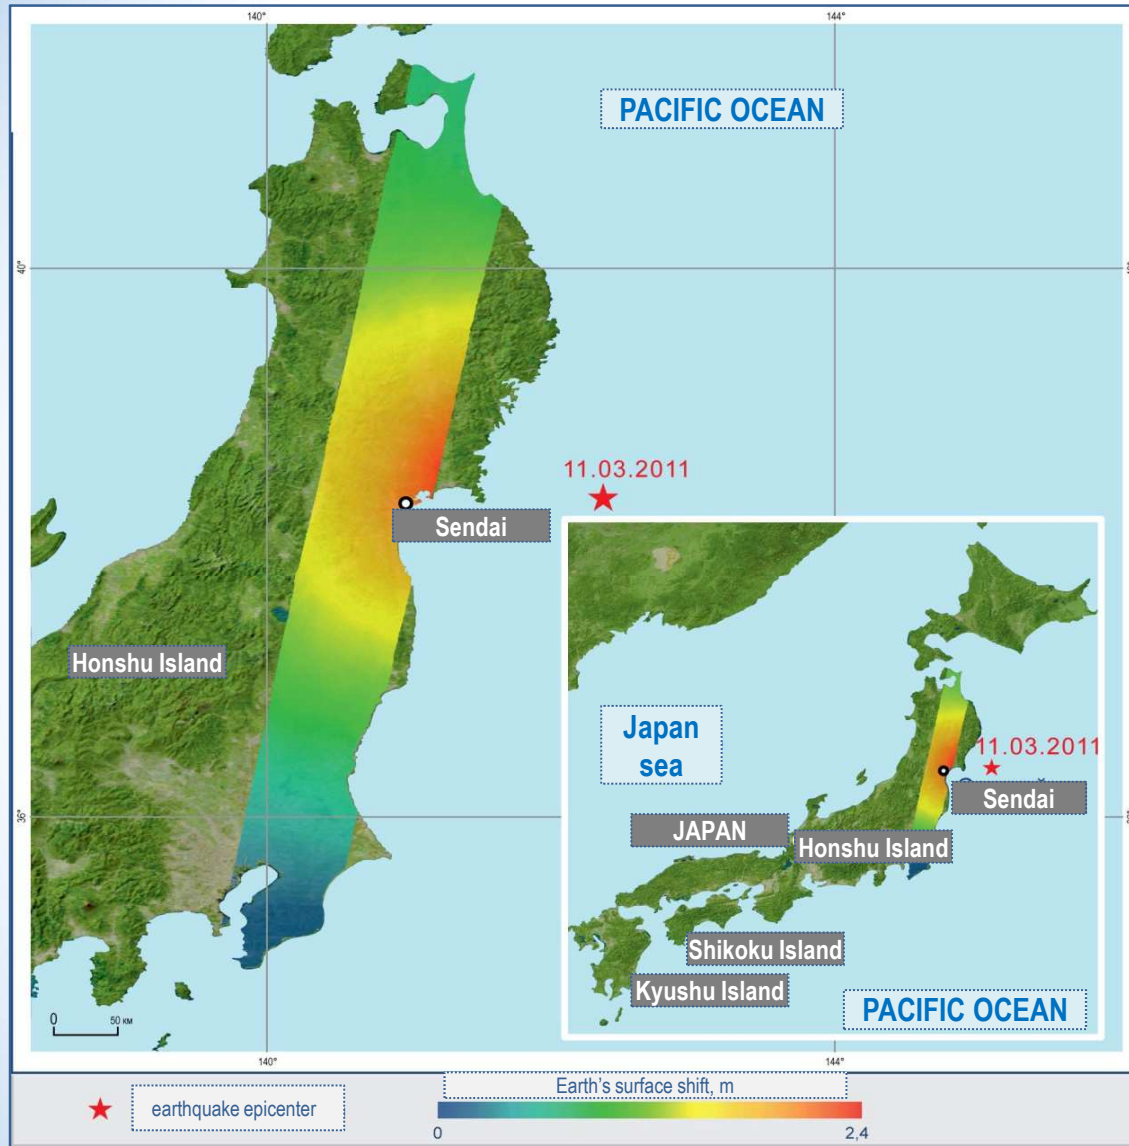 140°
144°
PACIFIC OCEAN
40°
11.03.2011
Sendai
Honshu Island
Japan
sea
11.03.2011
Sendai
JAPAN
Honshu Island
36°
Shikoku Island
Kyushu Island
PACIFIC OCEAN
0
50 км
140°
144°
Earth's surface shift, m
earthquake epicenter
0
2,4